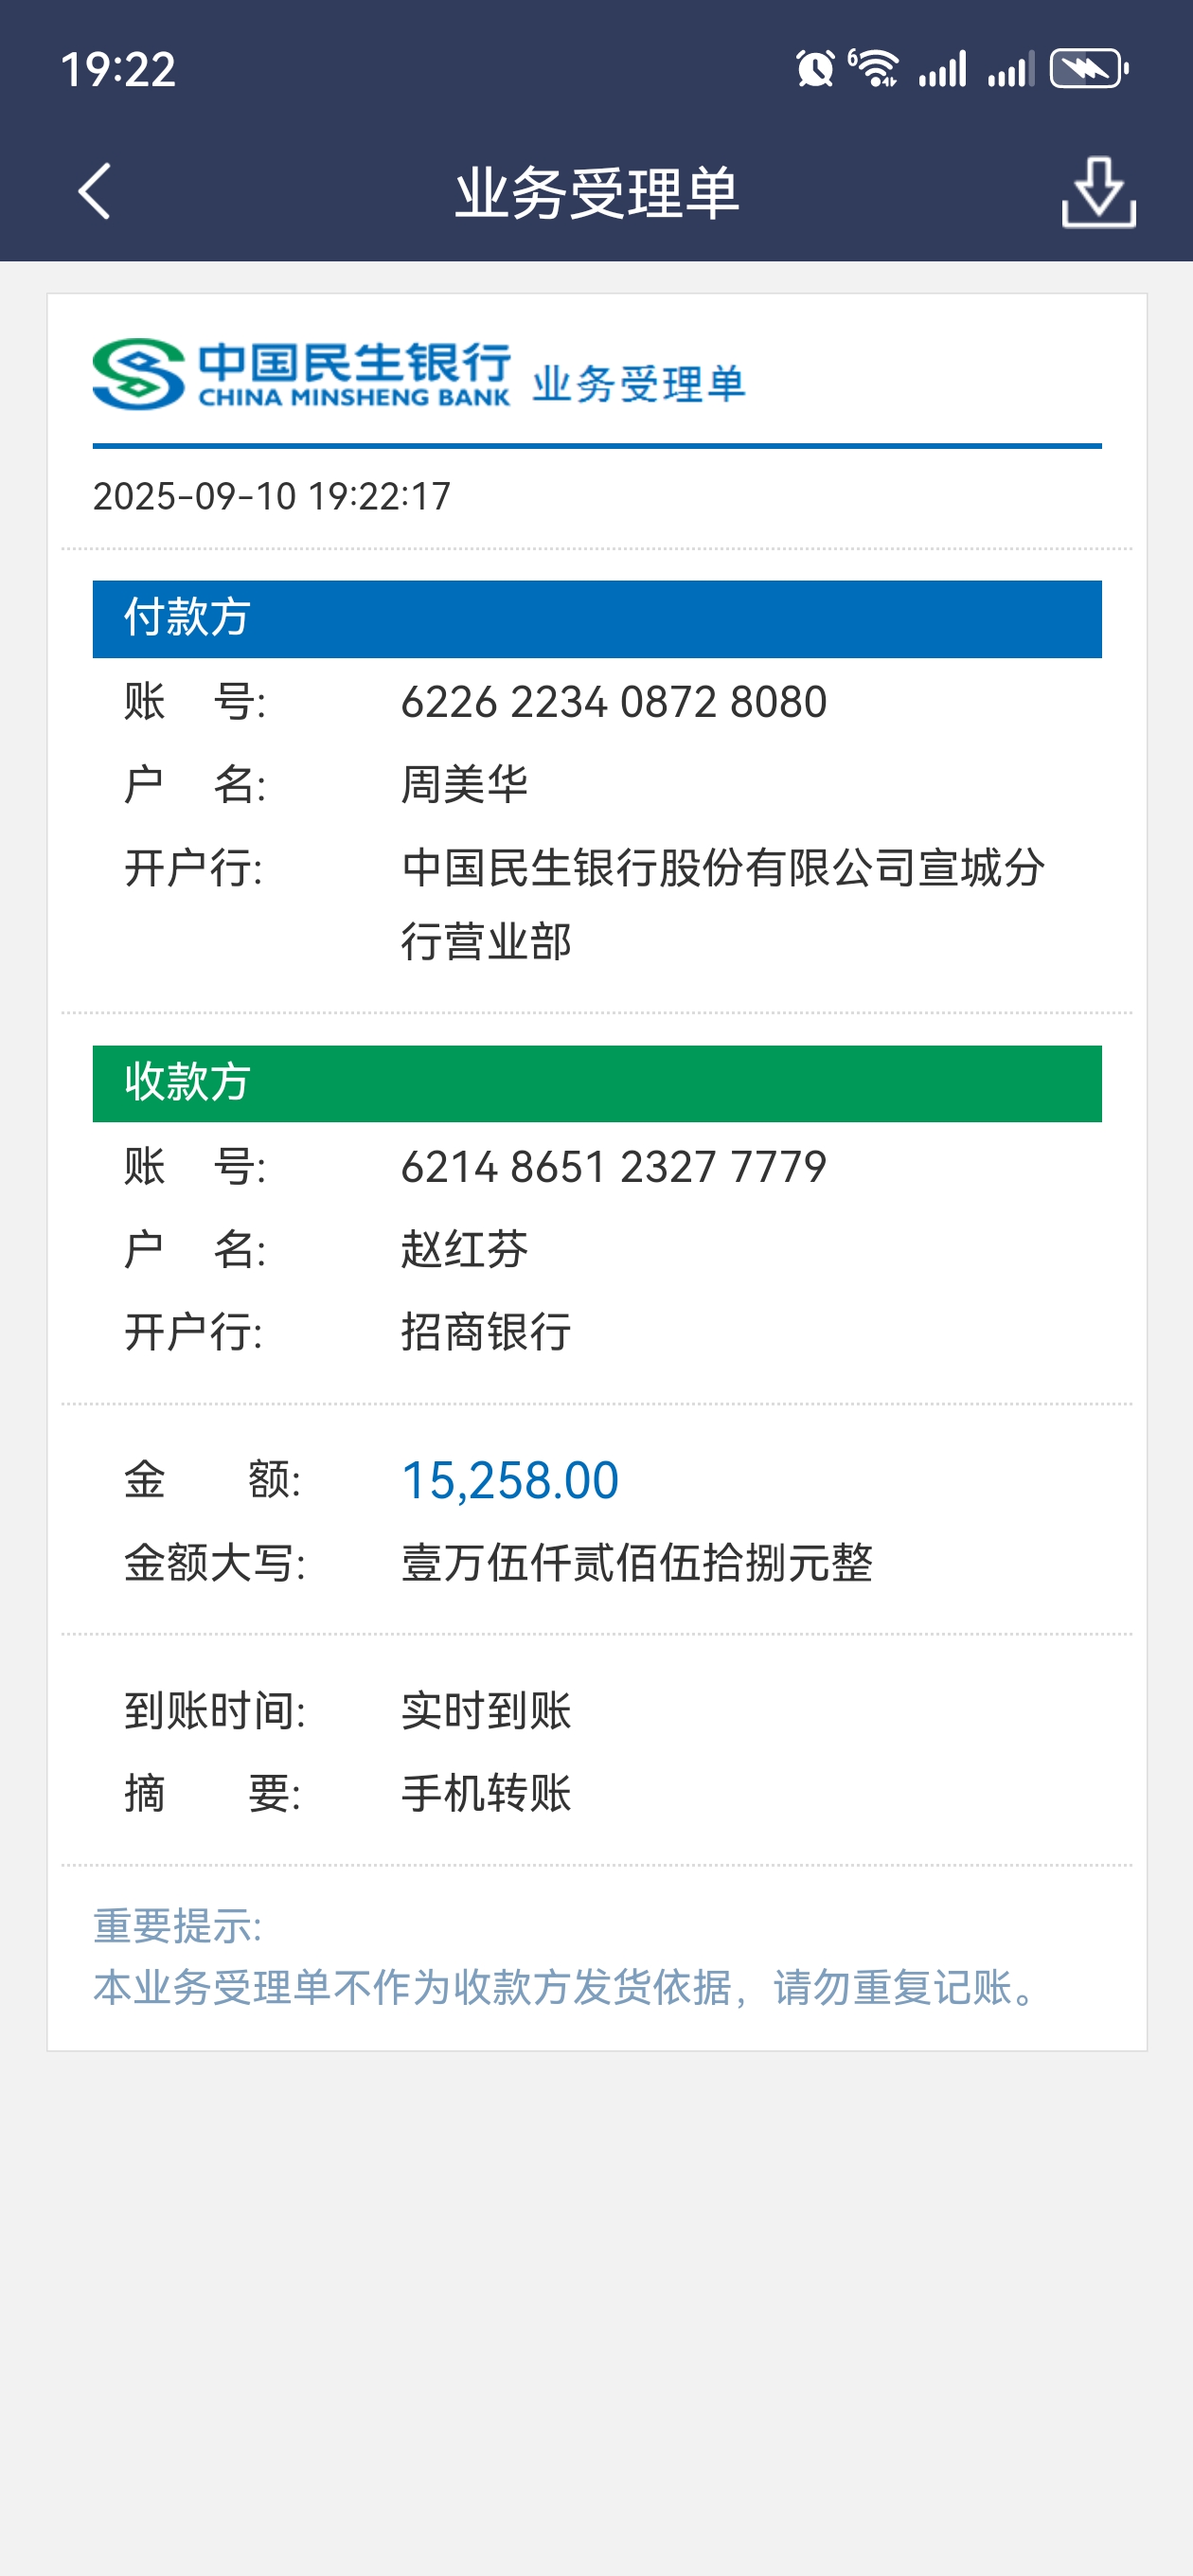 19:22
6
业务受理单
中国民生银行 业务受理单
CHINA MINSHENG BANK
2025-09-10 19:22:17
付款方
账 号: 6226 2234 0872 8080
户 名: 周美华
开户行: 中国民生银行股份有限公司宣城分
行营业部
收款方
账 号: 6214 8651 2327 7779
户 名: 赵红芬
开户行: 招商银行
金 额: 15,258.00
金额大写: 壹万伍仟贰佰伍拾捌元整
到账时间: 实时到账
摘 要: 手机转账
重要提示:
本业务受理单不作为收款方发货依据，请勿重复记账。